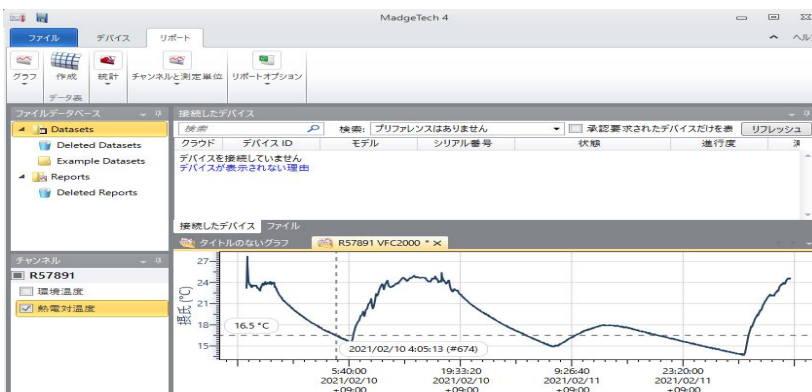 MadgeTech 4
ファイル デバイス リポート ヘル
グラフ 作成 統計 チャンネルと測定単位 リポートオプション
データ表
ファイルデータベース
Datasets
Deleted Datasets
Example Datasets
Reports
Deleted Reports
接続したデバイス
検索 検索: プリファレンスはありません 承認要求されたデバイスだけを表 リフレッシュ
クラウド デバイス ID モデル シリアル番号 状態 進行度
デバイスを接続していません
デバイスが表示されない理由
接続したデバイス ファイル
タイトルのないグラフ R57891 VFC2000 *
チャンネル
R57891
環境温度
熱電対温度
摂氏 (°C)
27
24
21
18
15
16.5 °C
2021/02/10 4:05:13 (#674)
5:40:00 19:33:20 9:26:40 23:20:00
2021/02/10 2021/02/10 2021/02/11 2021/02/11
+09:00 +09:00 +09:00 +09:00